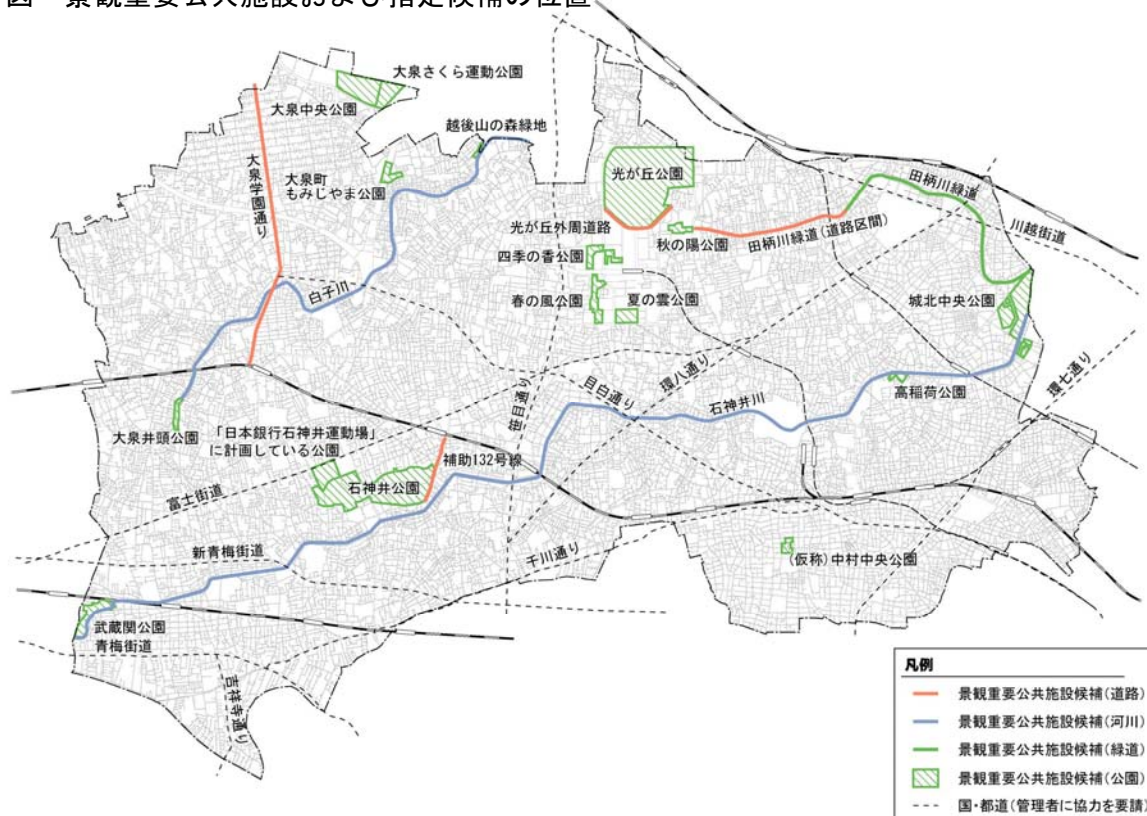 図 景観重要公共施設および指定候補の位置
大泉さくら運動公園
大泉中央公園
越後山の森緑地
大泉学園通り
大泉町
もみじやま公園
光が丘公園
田柄川緑道
川越街道
光が丘外周道路
秋の陽公園
田柄川緑道(道路区間)
四季の香公園
白子川
春の風公園
夏の雲公園
城北中央公園
笹目通り
目白通り
環八通り
石神井川
高稲荷公園
環七通り
大泉井頭公園
「日本銀行石神井運動場」
に計画している公園
補助132号線
石神井公園
富士街道
新青梅街道
千川通り
(仮称)中村中央公園
武蔵関公園
青梅街道
吉祥寺通り
凡例
景観重要公共施設候補(道路)
景観重要公共施設候補(河川)
景観重要公共施設候補(緑道)
景観重要公共施設候補(公園)
国・都道(管理者に協力を要請)